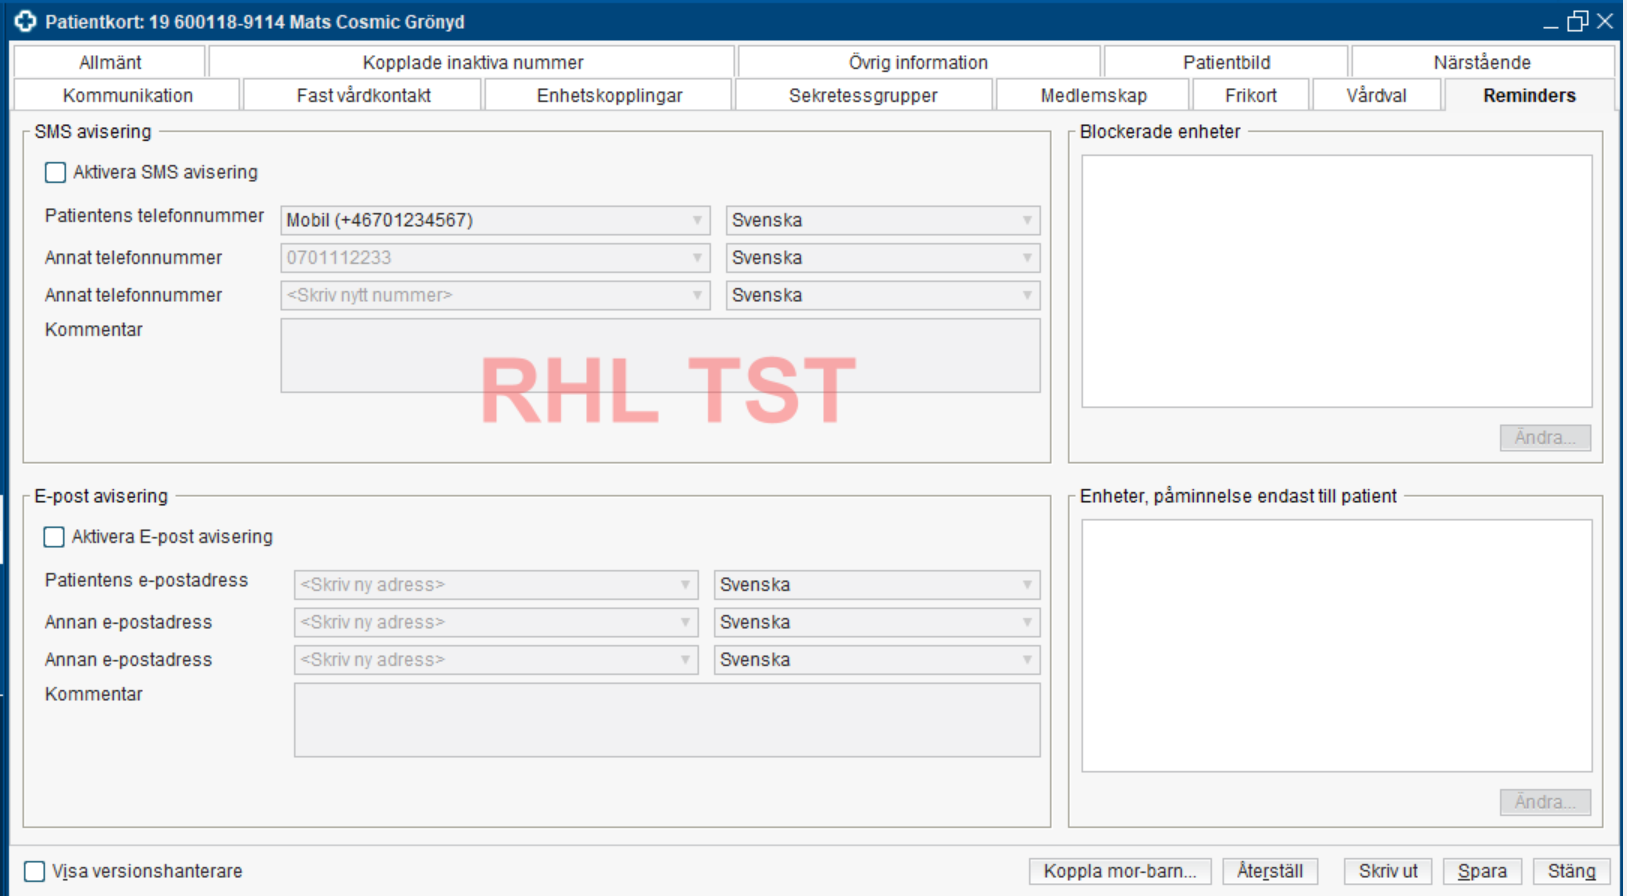 Patientkort: 19 600118-9114 Mats Cosmic Grönyd
Allmänt Kopplade inaktiva nummer Övrig information Patientbild Närstående
Kommunikation Fast vårdkontakt Enhetskopplingar Sekretessgrupper Medlemskap Frikort Vårdval Reminders
SMS avisering
Aktivera SMS avisering
Patientens telefonnummer Mobil (+46701234567) Svenska
Annat telefonnummer 0701112233 Svenska
Annat telefonnummer <Skriv nytt nummer> Svenska
Kommentar
RHL TST
Blockerade enheter
Ändra...
E-post avisering
Aktivera E-post avisering
Patientens e-postadress <Skriv ny adress> Svenska
Annan e-postadress <Skriv ny adress> Svenska
Annan e-postadress <Skriv ny adress> Svenska
Kommentar
Enheter, påminnelse endast till patient
Ändra...
Visa versionshanterare Koppla mor-barn... Återställ Skriv ut Spara Stäng